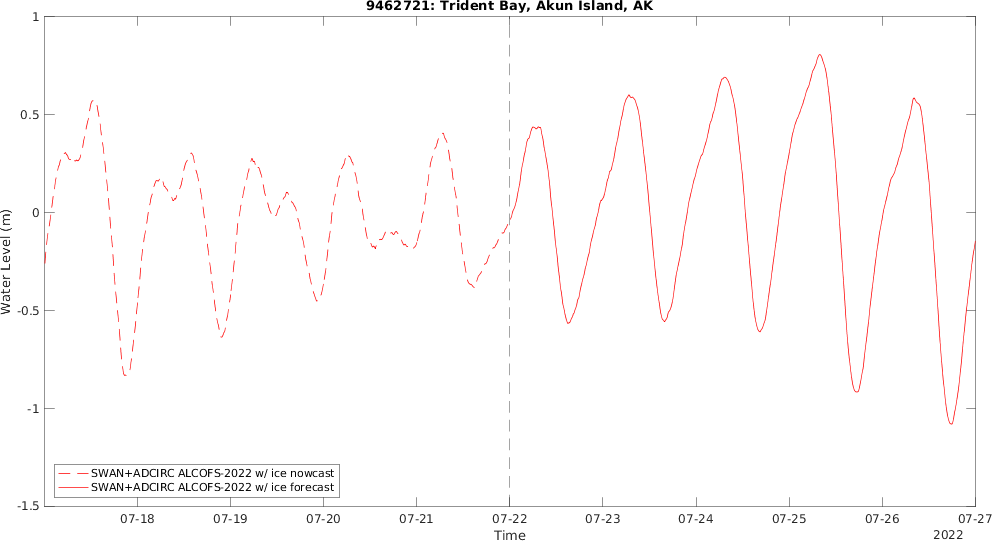 9462721: Trident Bay, Akun Island, AK
1
0.5
0
-0.5
-1
-1.5
Water Level (m)
SWAN+ADCIRC ALCOFS-2022 w/ ice nowcast
SWAN+ADCIRC ALCOFS-2022 w/ ice forecast
07-18 07-19 07-20 07-21 07-22 07-23 07-24 07-25 07-26 07-27
Time
2022